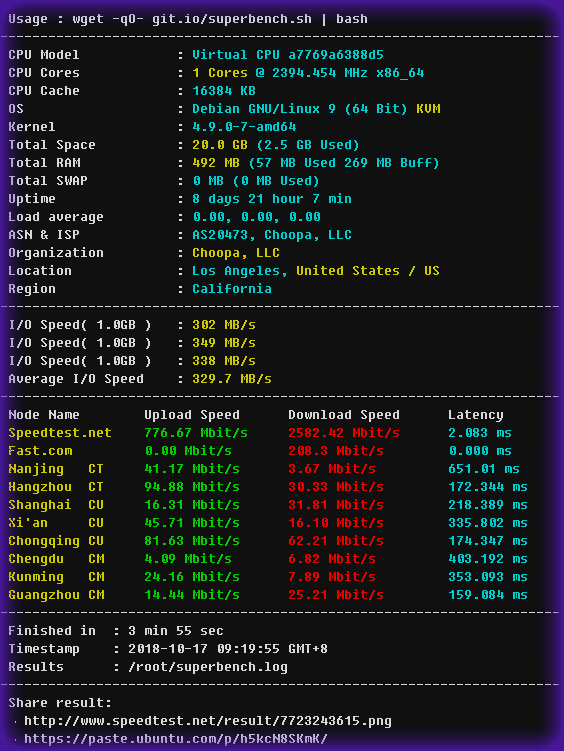 Usage : wget -qO- git.io/superbench.sh | bash
CPU Model : Virtual CPU a7769a6388d5
CPU Cores : 1 Cores @ 2394.454 MHz x86_64
CPU Cache : 16384 KB
OS : Debian GNU/Linux 9 (64 Bit) KVM
Kernel : 4.9.0-7-amd64
Total Space : 20.0 GB (2.5 GB Used)
Total RAM : 492 MB (57 MB Used 269 MB Buff)
Total SWAP : 0 MB (0 MB Used)
Uptime : 8 days 21 hour 7 min
Load average : 0.00, 0.00, 0.00
ASN & ISP : AS20473, Choopa, LLC
Organization : Choopa, LLC
Location : Los Angeles, United States / US
Region : California
I/O Speed( 1.0GB ) : 302 MB/s
I/O Speed( 1.0GB ) : 349 MB/s
I/O Speed( 1.0GB ) : 338 MB/s
Average I/O Speed : 329.7 MB/s
Node Name Upload Speed Download Speed Latency
Speedtest.net 776.67 Mbit/s 2582.42 Mbit/s 2.083 ms
Fast.com 0.00 Mbit/s 208.3 Mbit/s 0.000 ms
Nanjing CT 41.17 Mbit/s 3.67 Mbit/s 651.01 ms
Hangzhou CT 94.88 Mbit/s 30.33 Mbit/s 172.344 ms
Shanghai CU 16.31 Mbit/s 31.81 Mbit/s 218.389 ms
Xi'an CU 45.71 Mbit/s 16.10 Mbit/s 335.802 ms
Chongqing CU 81.63 Mbit/s 62.21 Mbit/s 174.347 ms
Chengdu CM 4.09 Mbit/s 6.82 Mbit/s 403.192 ms
Kunming CM 24.16 Mbit/s 7.89 Mbit/s 353.093 ms
Guangzhou CM 14.44 Mbit/s 25.21 Mbit/s 159.084 ms
Finished in : 3 min 55 sec
Timestamp : 2018-10-17 09:19:55 GMT+8
Results : /root/superbench.log
Share result:
· http://www.speedtest.net/result/7723243615.png
· https://paste.ubuntu.com/p/h5kcN8SKmK/